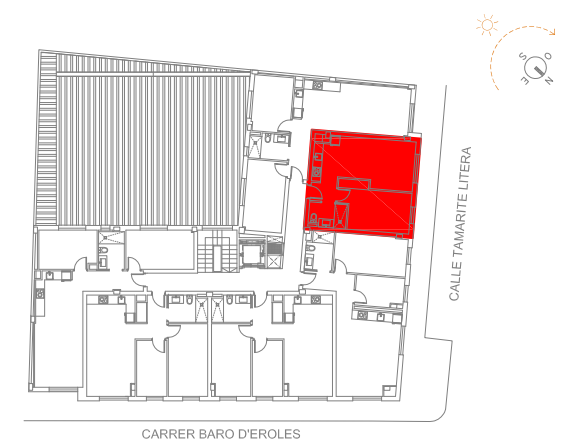 S
O
E
N
CALLE TAMARITE LITERA
CARRER BARO D'EROLES